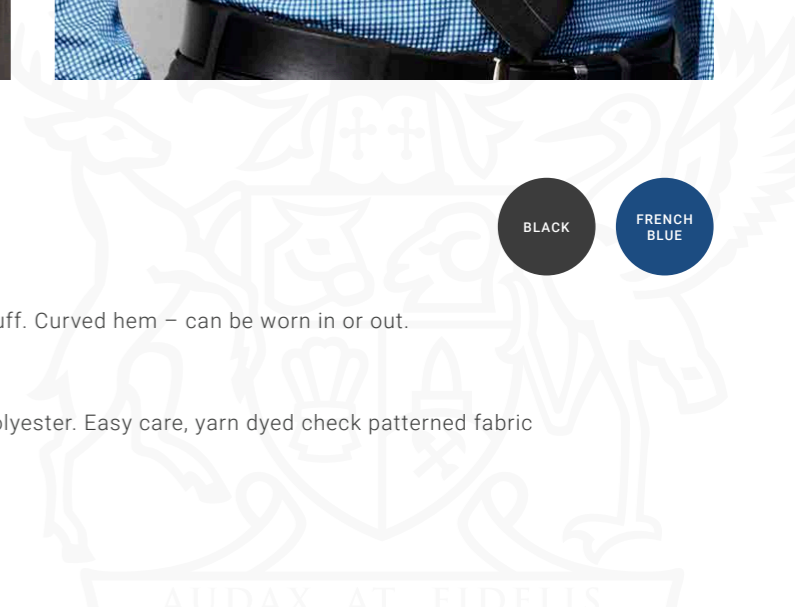 BLACK
FRENCH
BLUE
uff. Curved hem – can be worn in or out.
olyester. Easy care, yarn dyed check patterned fabric
AUDAX AT FIDELIS